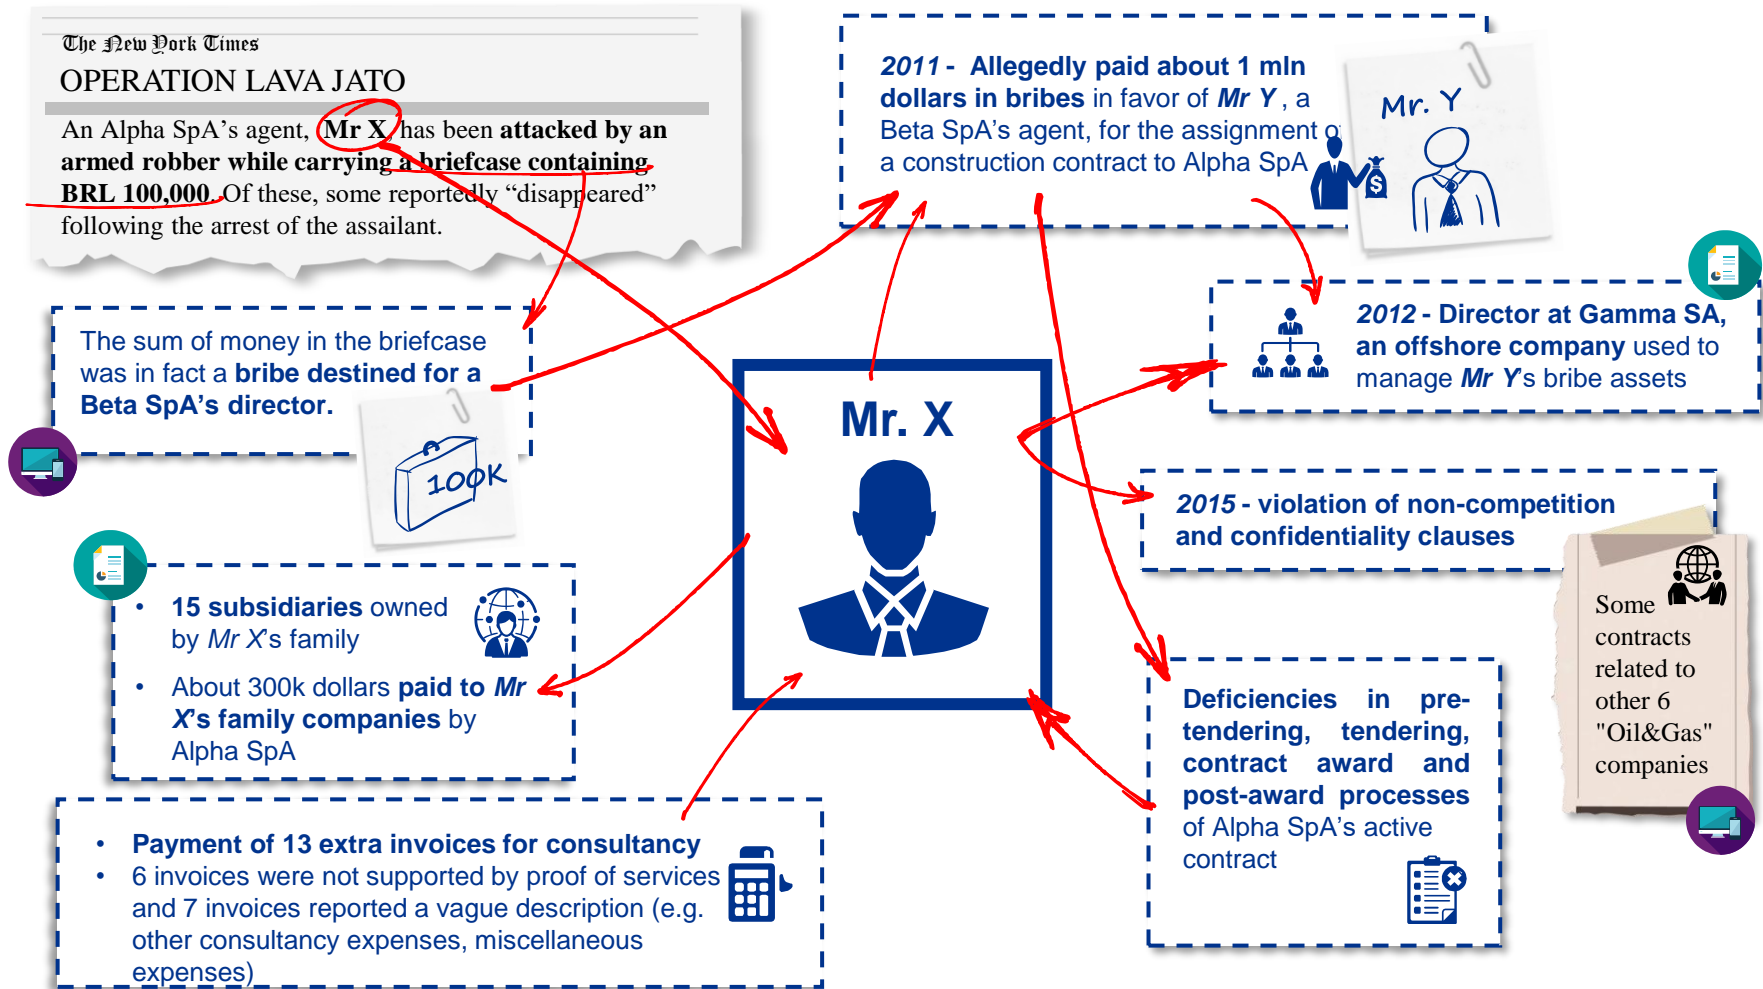 The New York Times
OPERATION LAVA JATO
An Alpha SpA's agent, Mr X, has been attacked by an
armed robber while carrying a briefcase containing
BRL 100,000. Of these, some reportedly “disappeared”
following the arrest of the assailant.
2011 - Allegedly paid about 1 mln
dollars in bribes in favor of Mr Y , a
Beta SpA's agent, for the assignment
a construction contract to Alpha SpA
Mr. Y
The sum of money in the briefcase
was in fact a bribe destined for a
Beta SpA's director.
100K
2012 - Director at Gamma SA,
an offshore company used to
manage Mr Y's bribe assets
Mr. X
2015 - violation of non-competition
and confidentiality clauses
Some
contracts
related to
other 6
"Oil&Gas"
companies
• 15 subsidiaries owned
by Mr X's family
• About 300k dollars paid to Mr
X's family companies by
Alpha SpA
Deficiencies in pre-
tendering, tendering,
contract award and
post-award processes
of Alpha SpA's active
contract
• Payment of 13 extra invoices for consultancy
• 6 invoices were not supported by proof of services
and 7 invoices reported a vague description (e.g.
other consultancy expenses, miscellaneous
expenses)